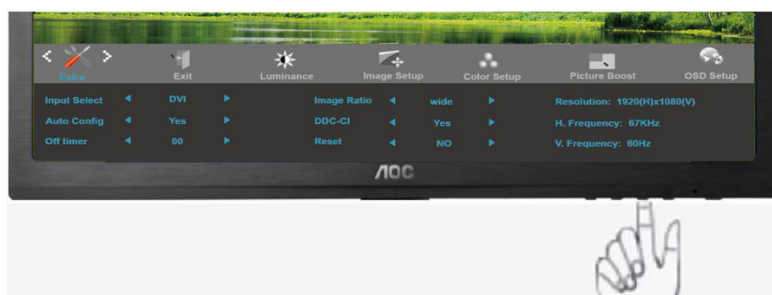 Extra Exit Luminance Image Setup Color Setup Picture Boost OSD Setup
Input Select DVI Image Ratio wide Resolution: 1920(H)x1080(V)
Auto Config Yes DDC-CI Yes H. Frequency: 67KHz
Off timer 00 Reset NO V. Frequency: 60Hz
AOC